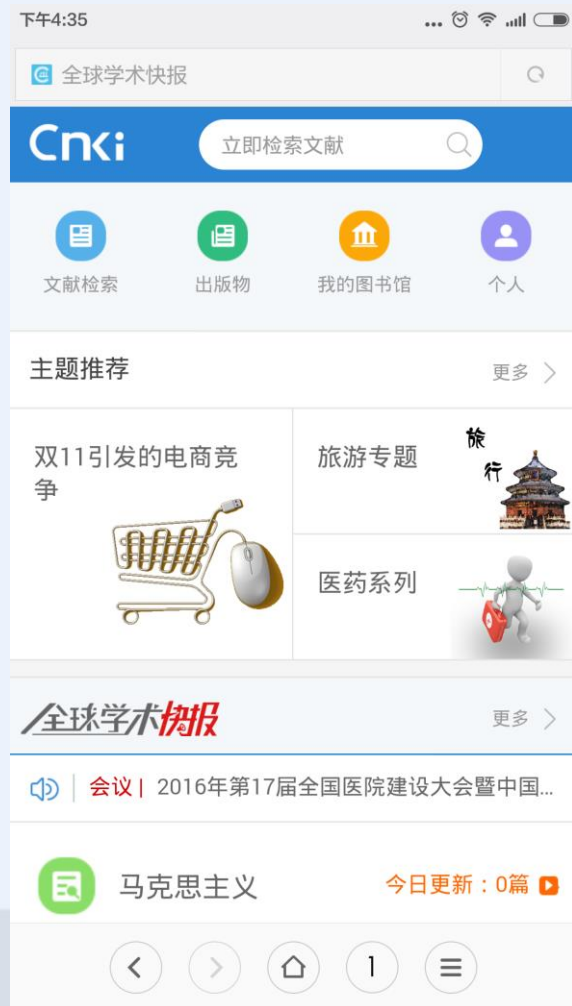 下午4:35
全球学术快报
Cnki
立即检索文献
文献检索
出版物
我的图书馆
个人
主题推荐
更多
双11引发的电商竞
争
旅游专题
旅
行
医药系列
全球学术快报
更多
会议 | 2016年第17届全国医院建设大会暨中国...
马克思主义
今日更新：0篇
1